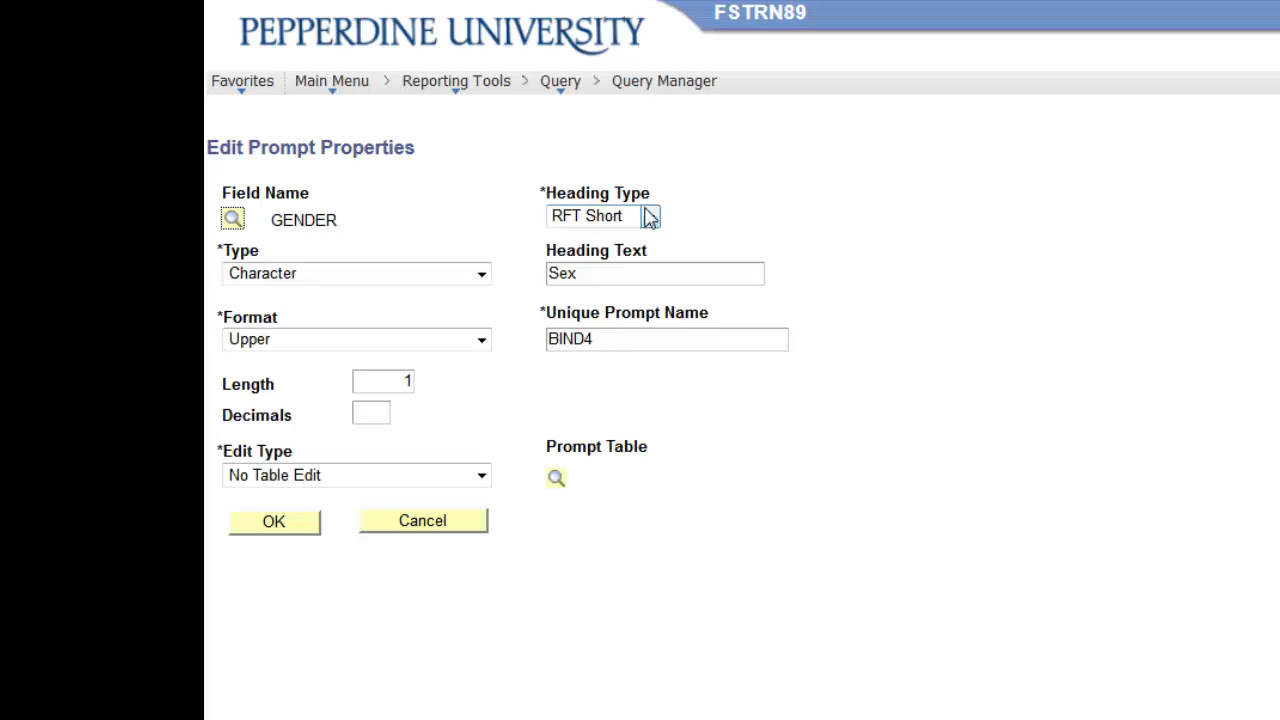 PEPPERDINE UNIVERSITY
FSTRN89
Favorites Main Menu > Reporting Tools > Query > Query Manager
Edit Prompt Properties
Field Name
GENDER
*Type
Character
*Format
Upper
Length 1
Decimals
*Edit Type
No Table Edit
OK Cancel
*Heading Type
RFT Short
Heading Text
Sex
*Unique Prompt Name
BIND4
Prompt Table